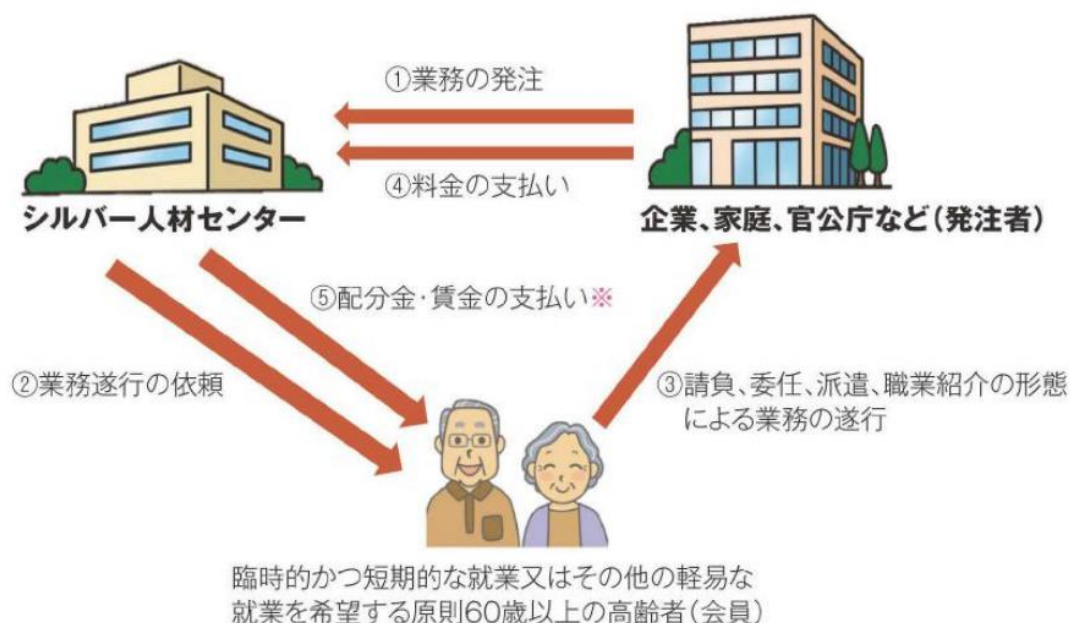 ①業務の発注
④料金の支払い
シルバー人材センター
企業、家庭、官公庁など(発注者)
⑤配分金・賃金の支払い※
②業務遂行の依頼
③請負、委任、派遣、職業紹介の形態
による業務の遂行
臨時的かつ短期的な就業又はその他の軽易な
就業を希望する原則60歳以上の高齢者(会員)